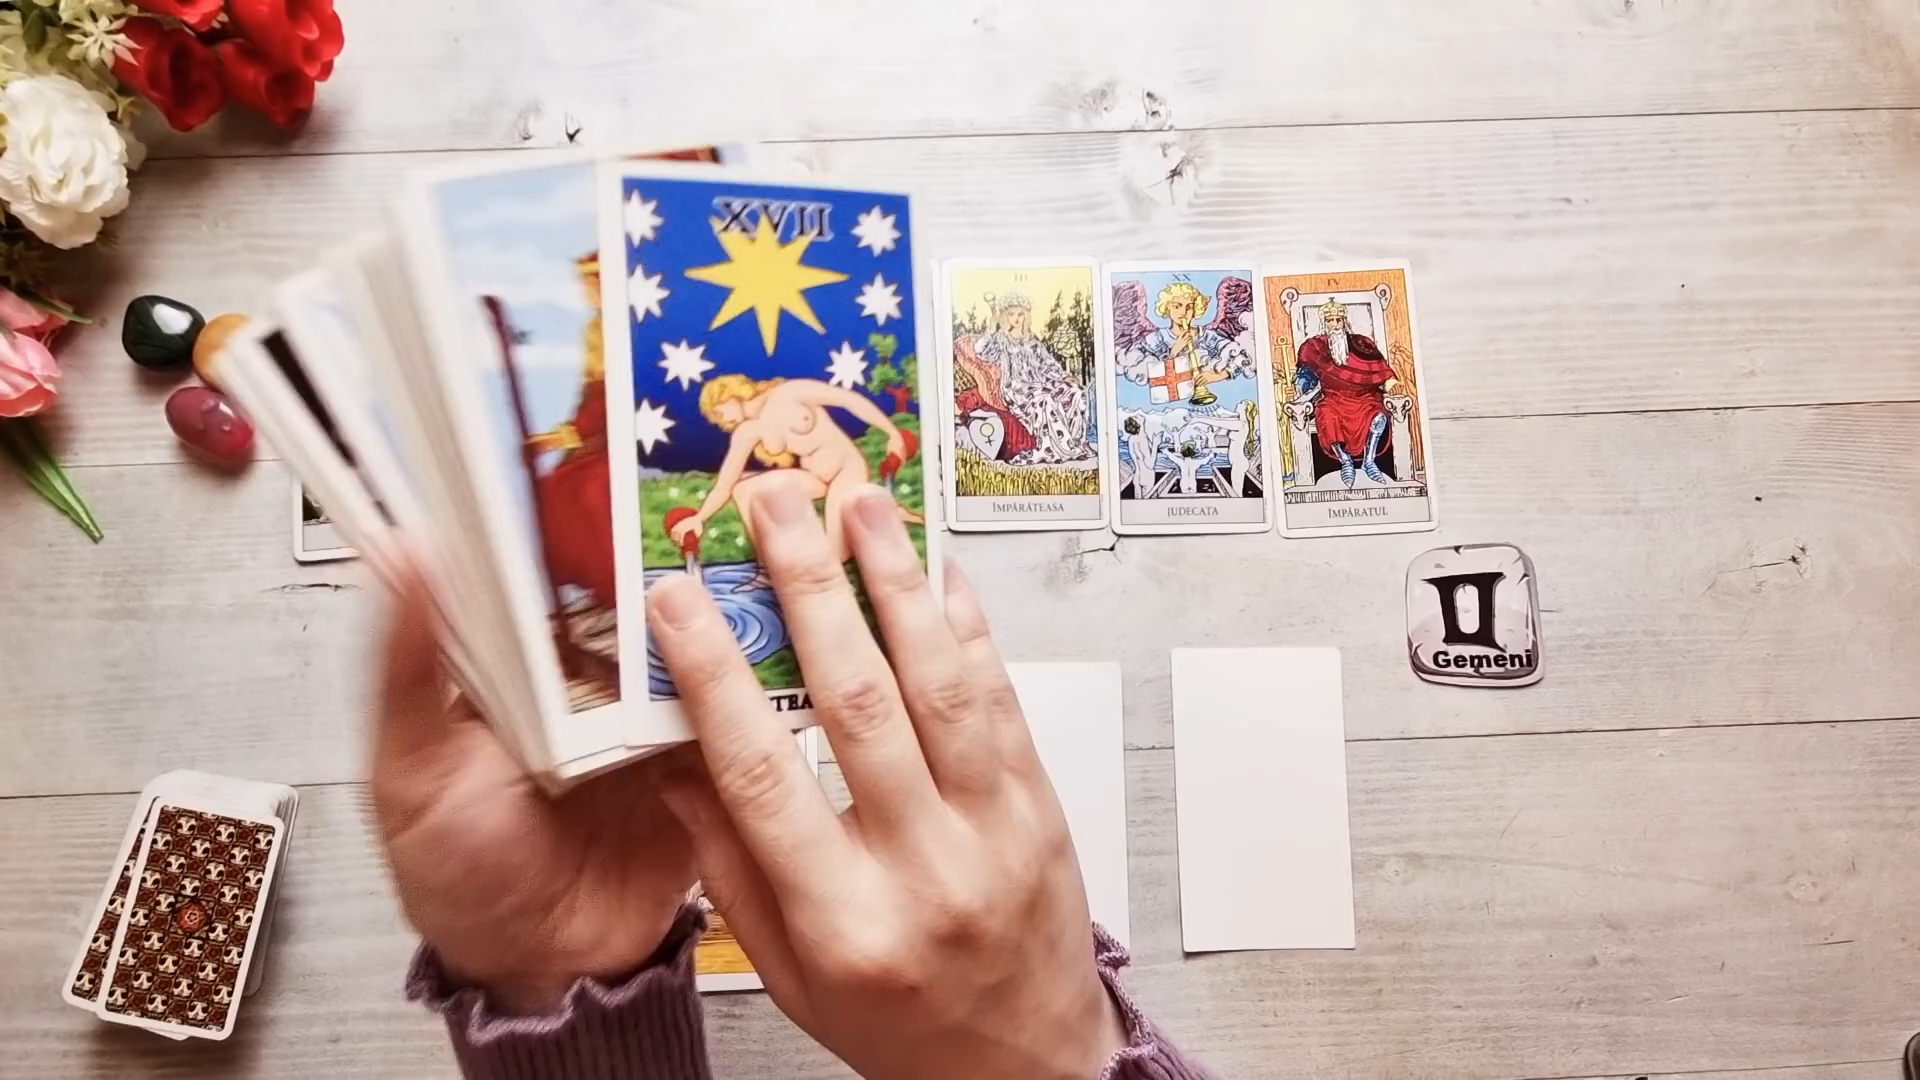 XVII
III
XX
IV
ÎMPĂRĂTEASA
JUDECATA
ÎMPĂRATUL
Gemeni